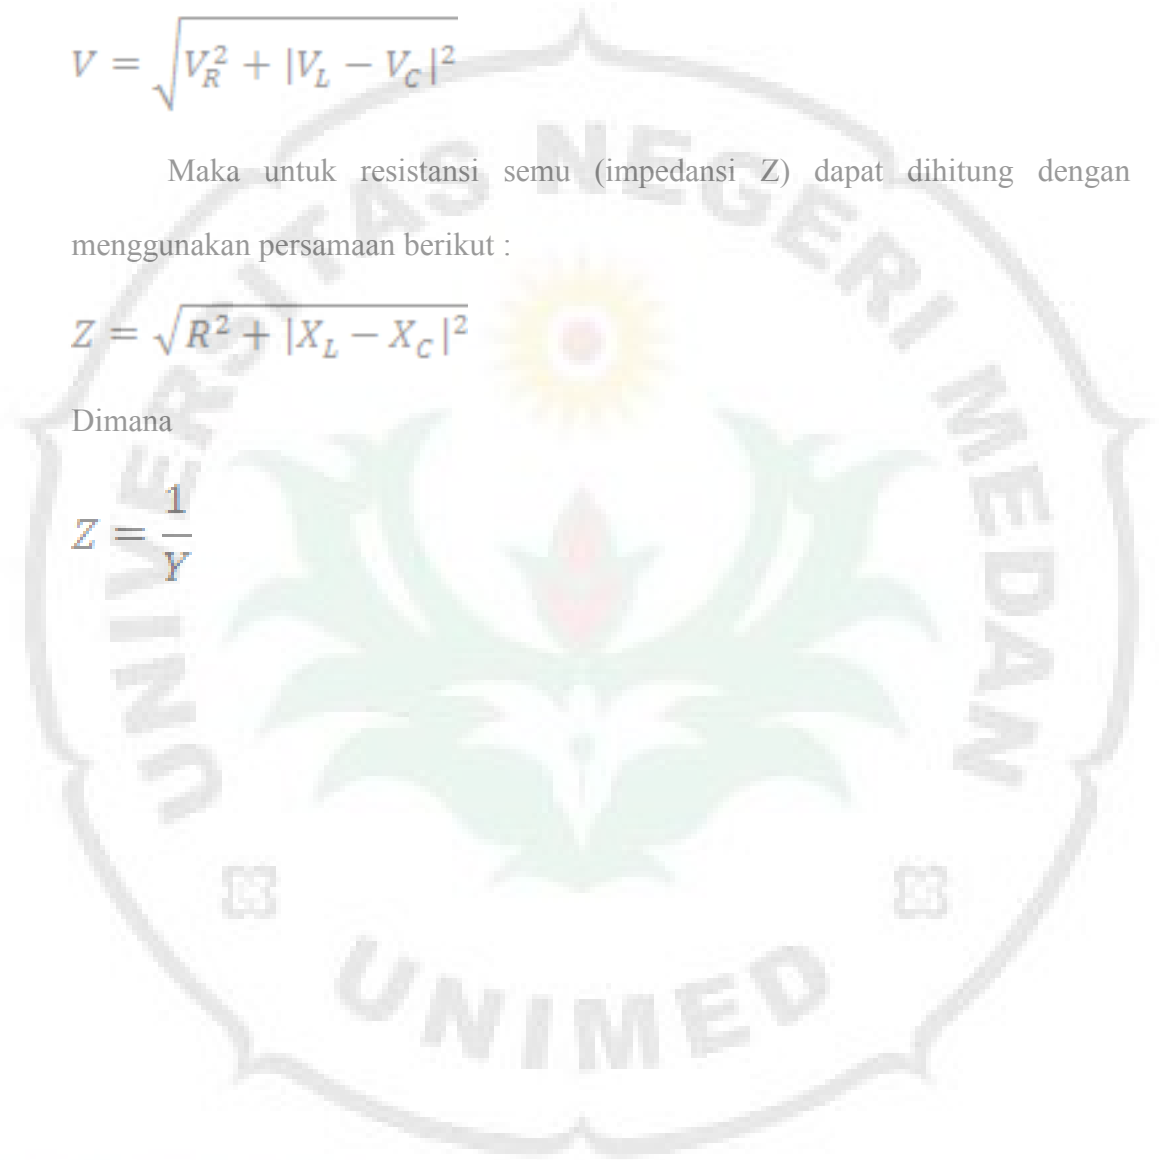 V = √(V_R² + |V_L − V_C|²)
Maka untuk resistansi semu (impedansi Z) dapat dihitung dengan
menggunakan persamaan berikut :
Z = √(R² + |X_L − X_C|²)
Dimana
Z = 1/Y
UNIVERSITAS NEGERI MEDAN
UNIMED